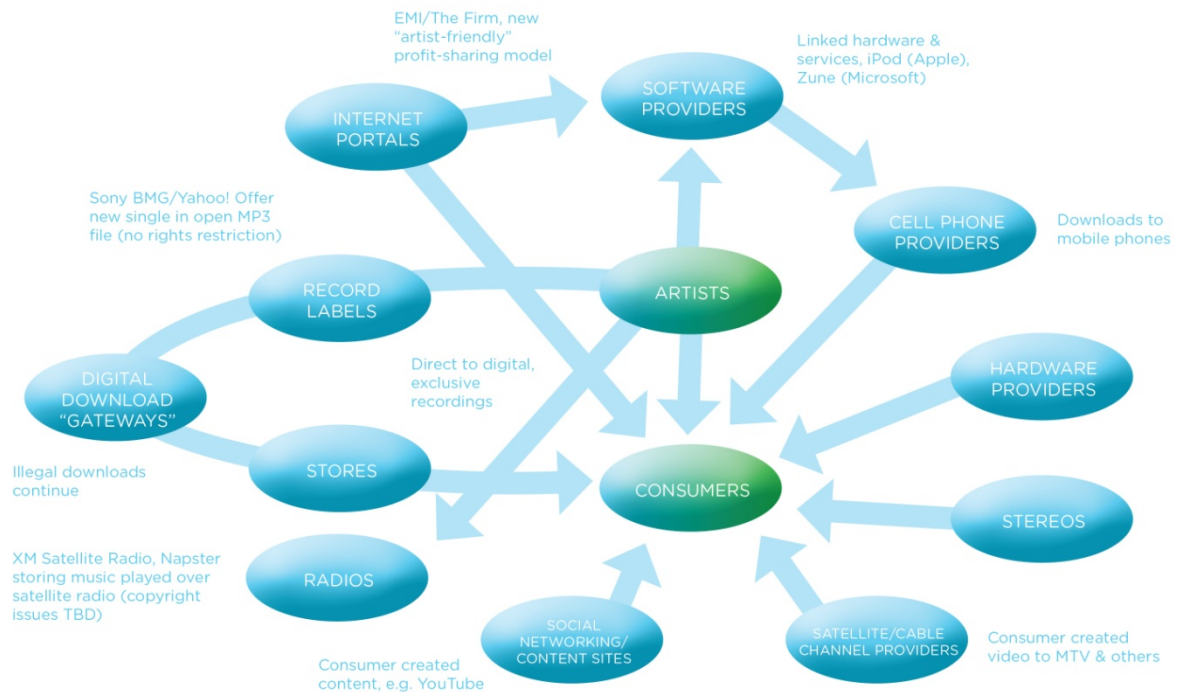 EMI/The Firm, new
“artist-friendly”
profit-sharing model
Linked hardware &
services, iPod (Apple),
Zune (Microsoft)
SOFTWARE
PROVIDERS
INTERNET
PORTALS
Sony BMG/Yahoo! Offer
new single in open MP3
file (no rights restriction)
CELL PHONE
PROVIDERS
Downloads to
mobile phones
RECORD
LABELS
ARTISTS
DIGITAL
DOWNLOAD
“GATEWAYS”
Direct to digital,
exclusive
recordings
HARDWARE
PROVIDERS
Illegal downloads
continue
STORES
CONSUMERS
STEREOS
XM Satellite Radio, Napster
storing music played over
satellite radio (copyright
issues TBD)
RADIOS
SOCIAL
NETWORKING/
CONTENT SITES
SATELLITE/CABLE
CHANNEL PROVIDERS
Consumer created
content, e.g. YouTube
Consumer created
video to MTV & others